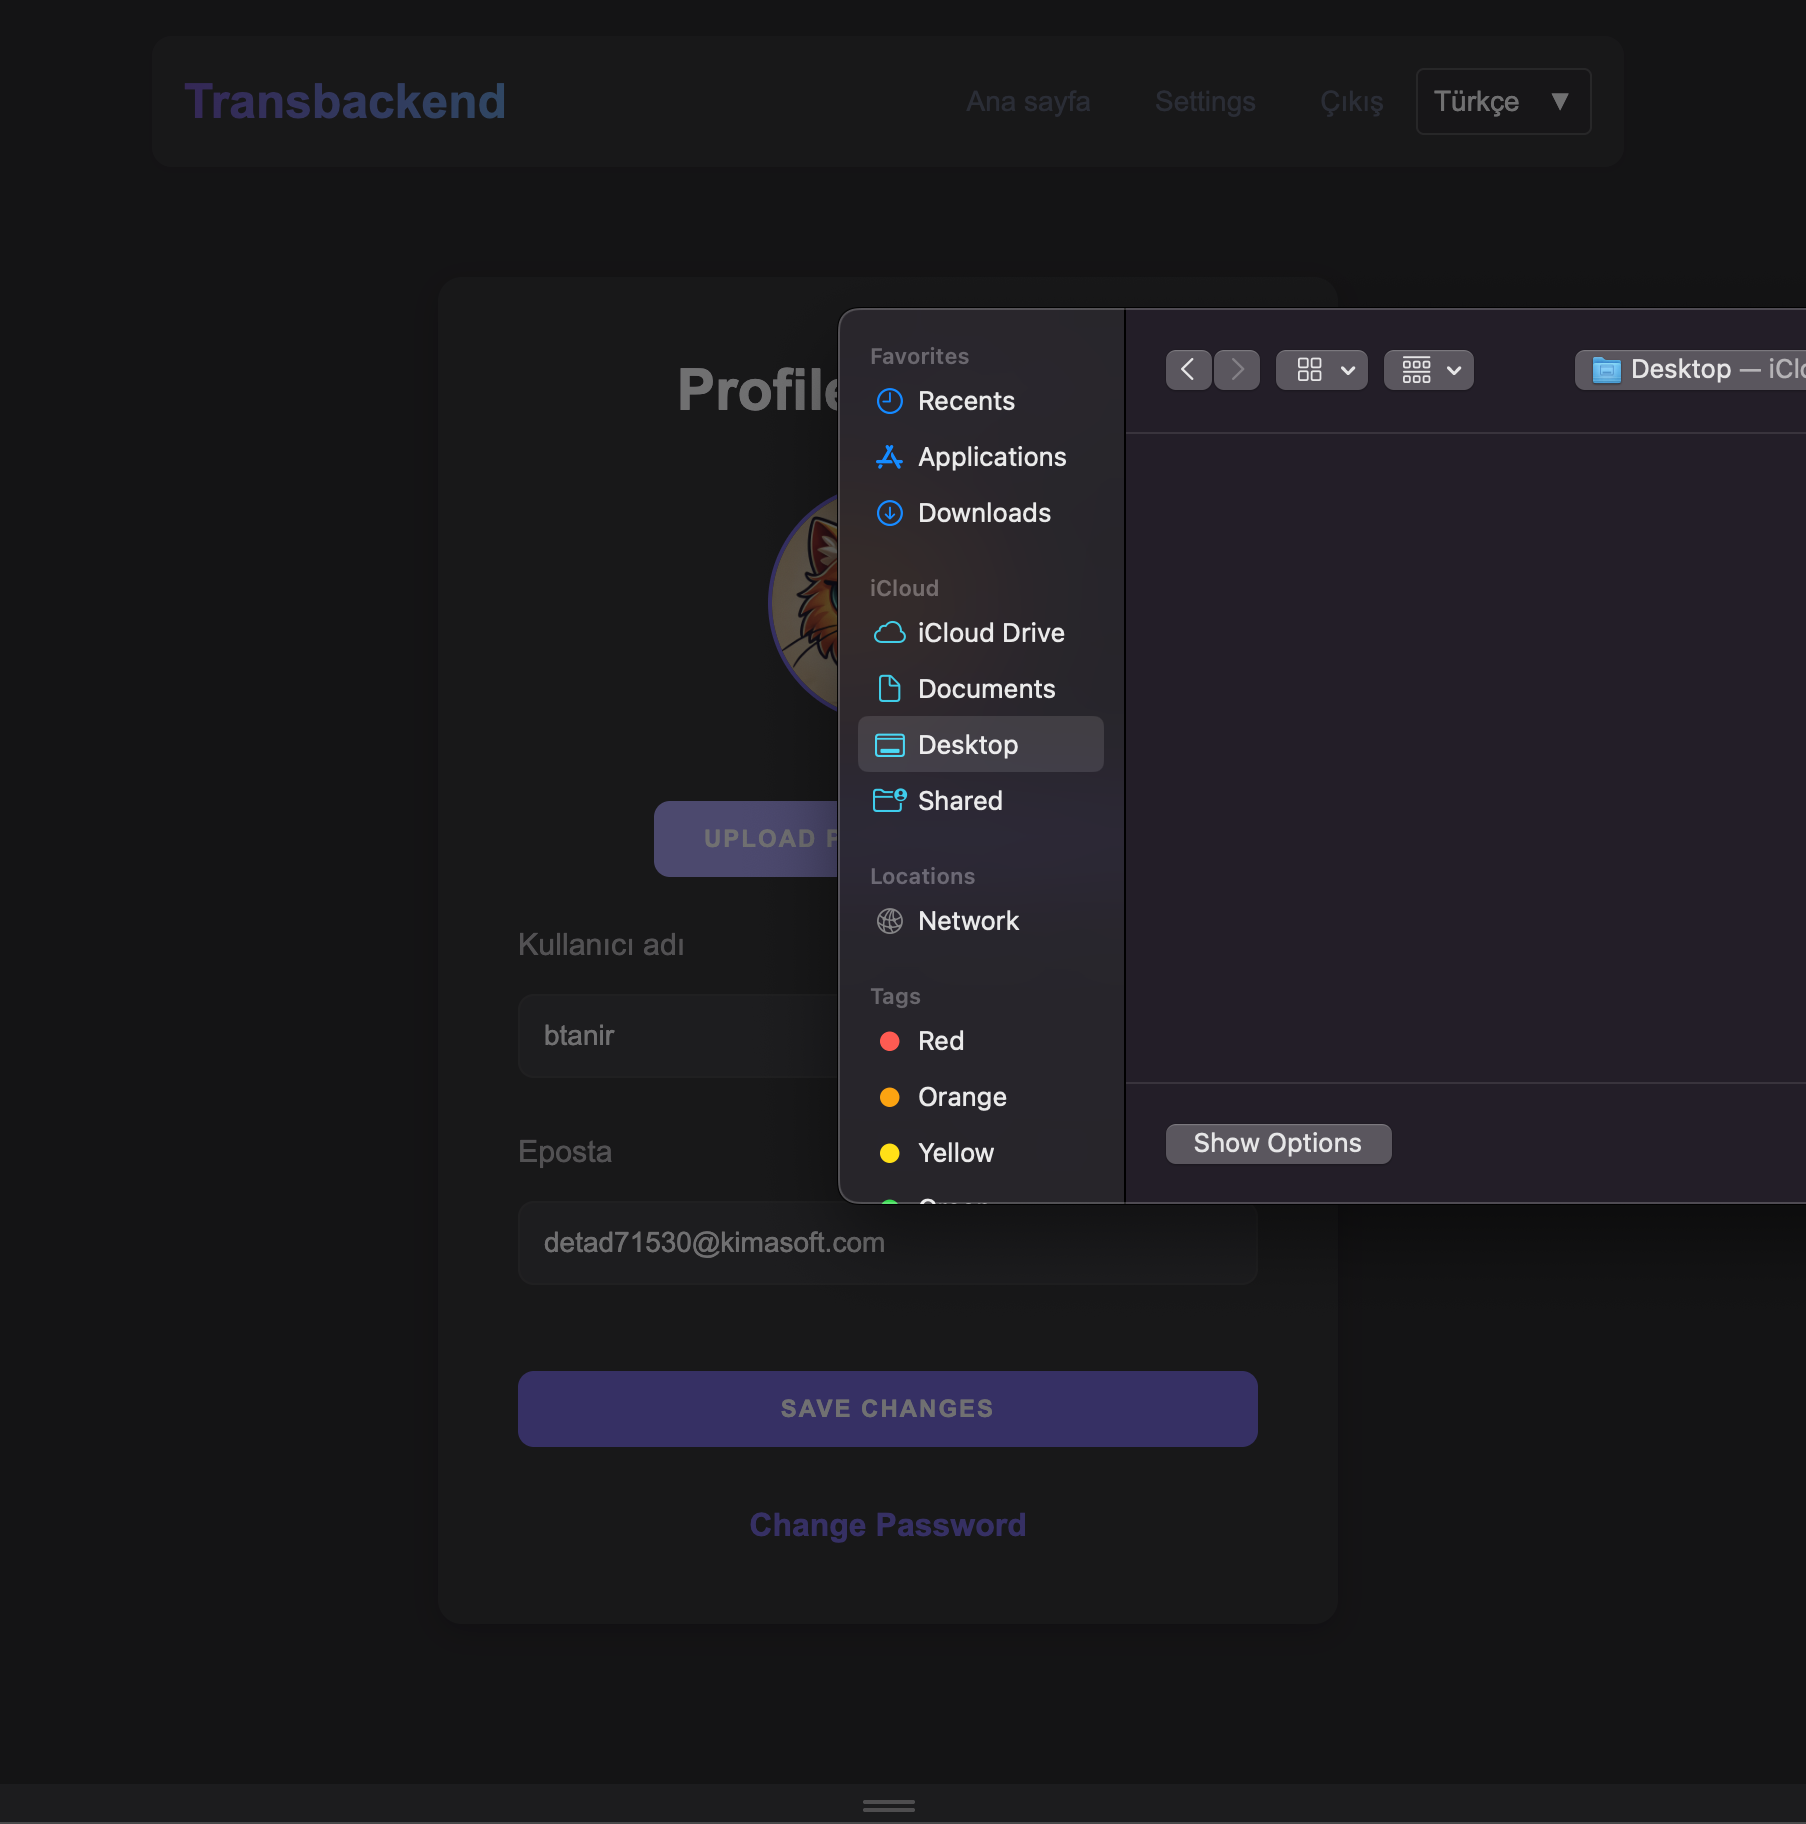 Transbackend
Ana sayfa
Settings
Çıkış
Türkçe
Profile
UPLOAD
Kullanıcı adı
btanir
Eposta
detad71530@kimasoft.com
SAVE CHANGES
Change Password
Favorites
Recents
Applications
Downloads
iCloud
iCloud Drive
Documents
Desktop
Shared
Locations
Network
Tags
Red
Orange
Yellow
Desktop —
Show Options